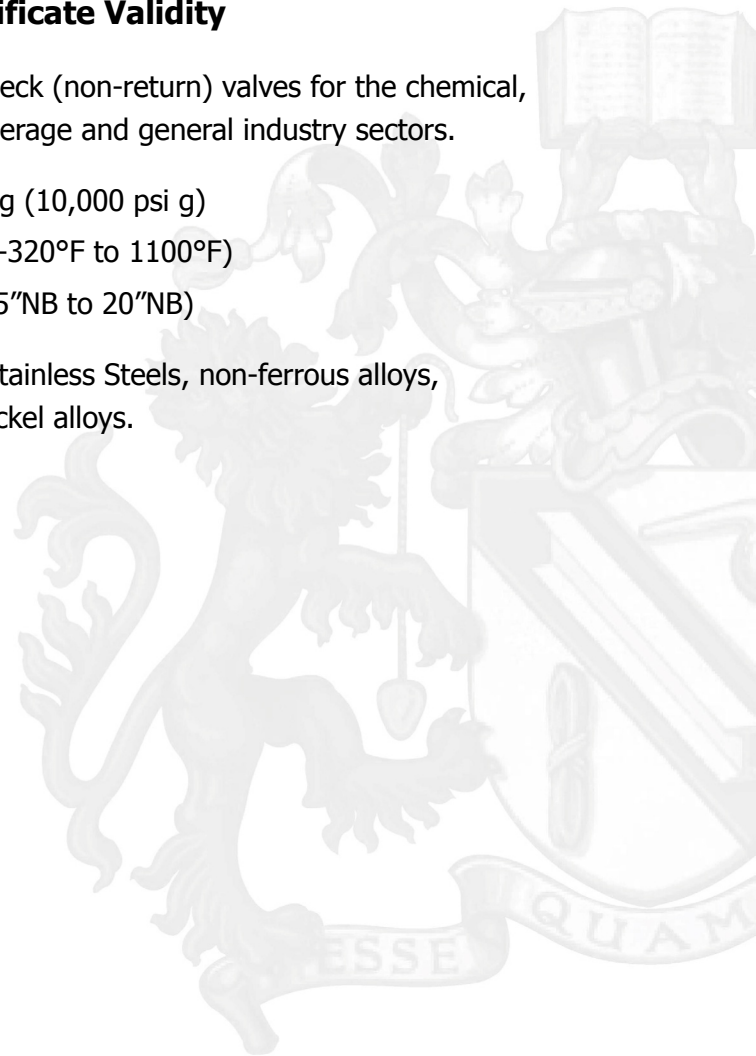 ificate Validity
eck (non-return) valves for the chemical,
erage and general industry sectors.
g (10,000 psi g)
-320°F to 1100°F)
5”NB to 20”NB)
tainless Steels, non-ferrous alloys,
ckel alloys.
ESSE QUAM